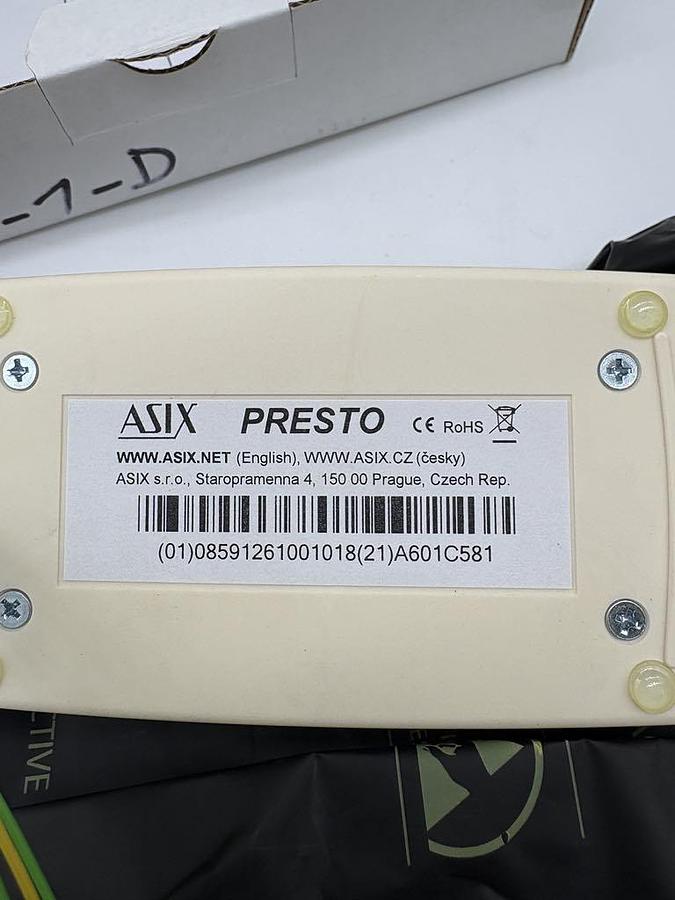 -1-D
ASIX PRESTO CE RoHS
WWW.ASIX.NET (English), WWW.ASIX.CZ (česky)
ASIX s.r.o., Staropramenna 4, 150 00 Prague, Czech Rep.
(01)08591261001018(21)A601C581
CTIVE